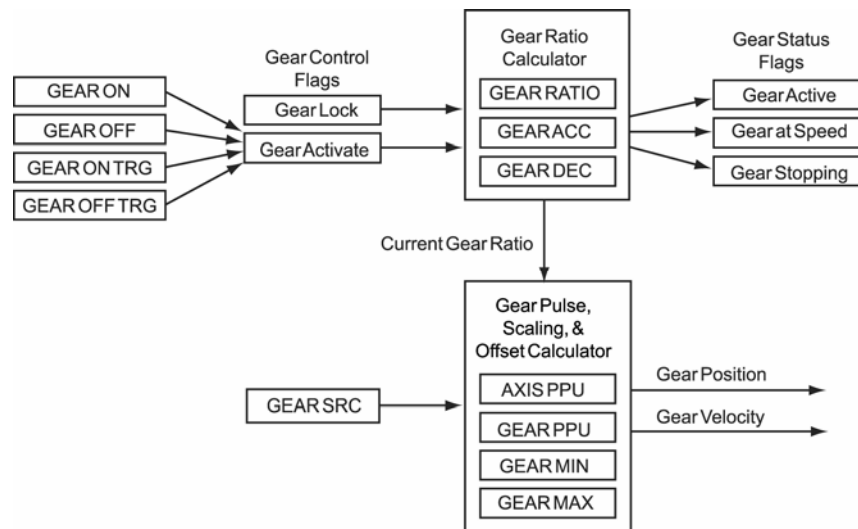 Gear Control
Flags
GEAR ON
GEAR OFF
GEAR ON TRG
GEAR OFF TRG
Gear Lock
Gear Activate
Gear Ratio
Calculator
GEAR RATIO
GEAR ACC
GEAR DEC
Gear Status
Flags
Gear Active
Gear at Speed
Gear Stopping
Current Gear Ratio
Gear Pulse,
Scaling, &
Offset Calculator
GEAR SRC
AXIS PPU
GEAR PPU
GEAR MIN
GEAR MAX
Gear Position
Gear Velocity